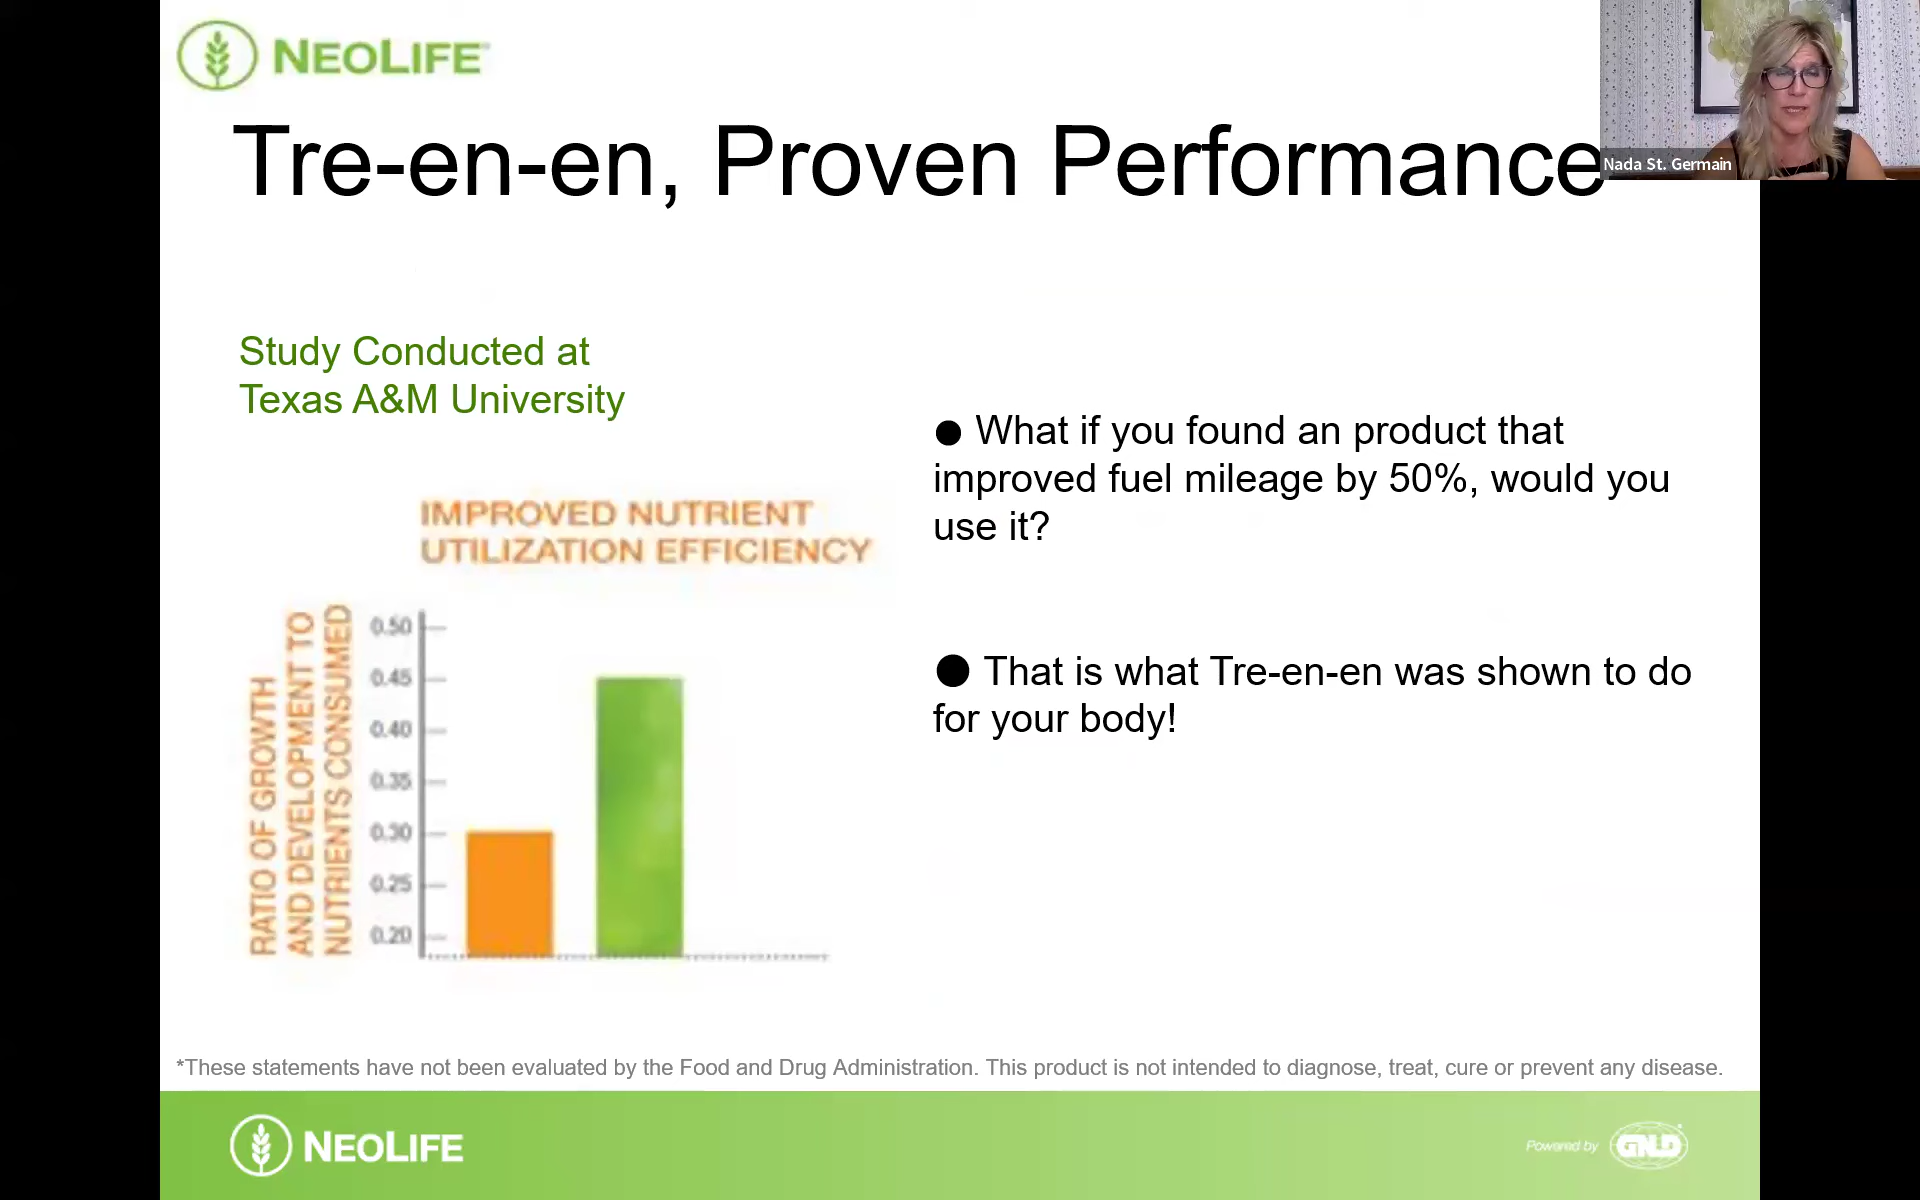 NEOLIFE
Tre-en-en, Proven Performance
Nada St. Germain
Study Conducted at
Texas A&M University
IMPROVED NUTRIENT
UTILIZATION EFFICIENCY
RATIO OF GROWTH
AND DEVELOPMENT TO
NUTRIENTS CONSUMED
0.50
0.45
0.40
0.35
0.30
0.25
0.20
● What if you found an product that
improved fuel mileage by 50%, would you
use it?
● That is what Tre-en-en was shown to do
for your body!
*These statements have not been evaluated by the Food and Drug Administration. This product is not intended to diagnose, treat, cure or prevent any disease.
NEOLIFE
Powered by GNLD